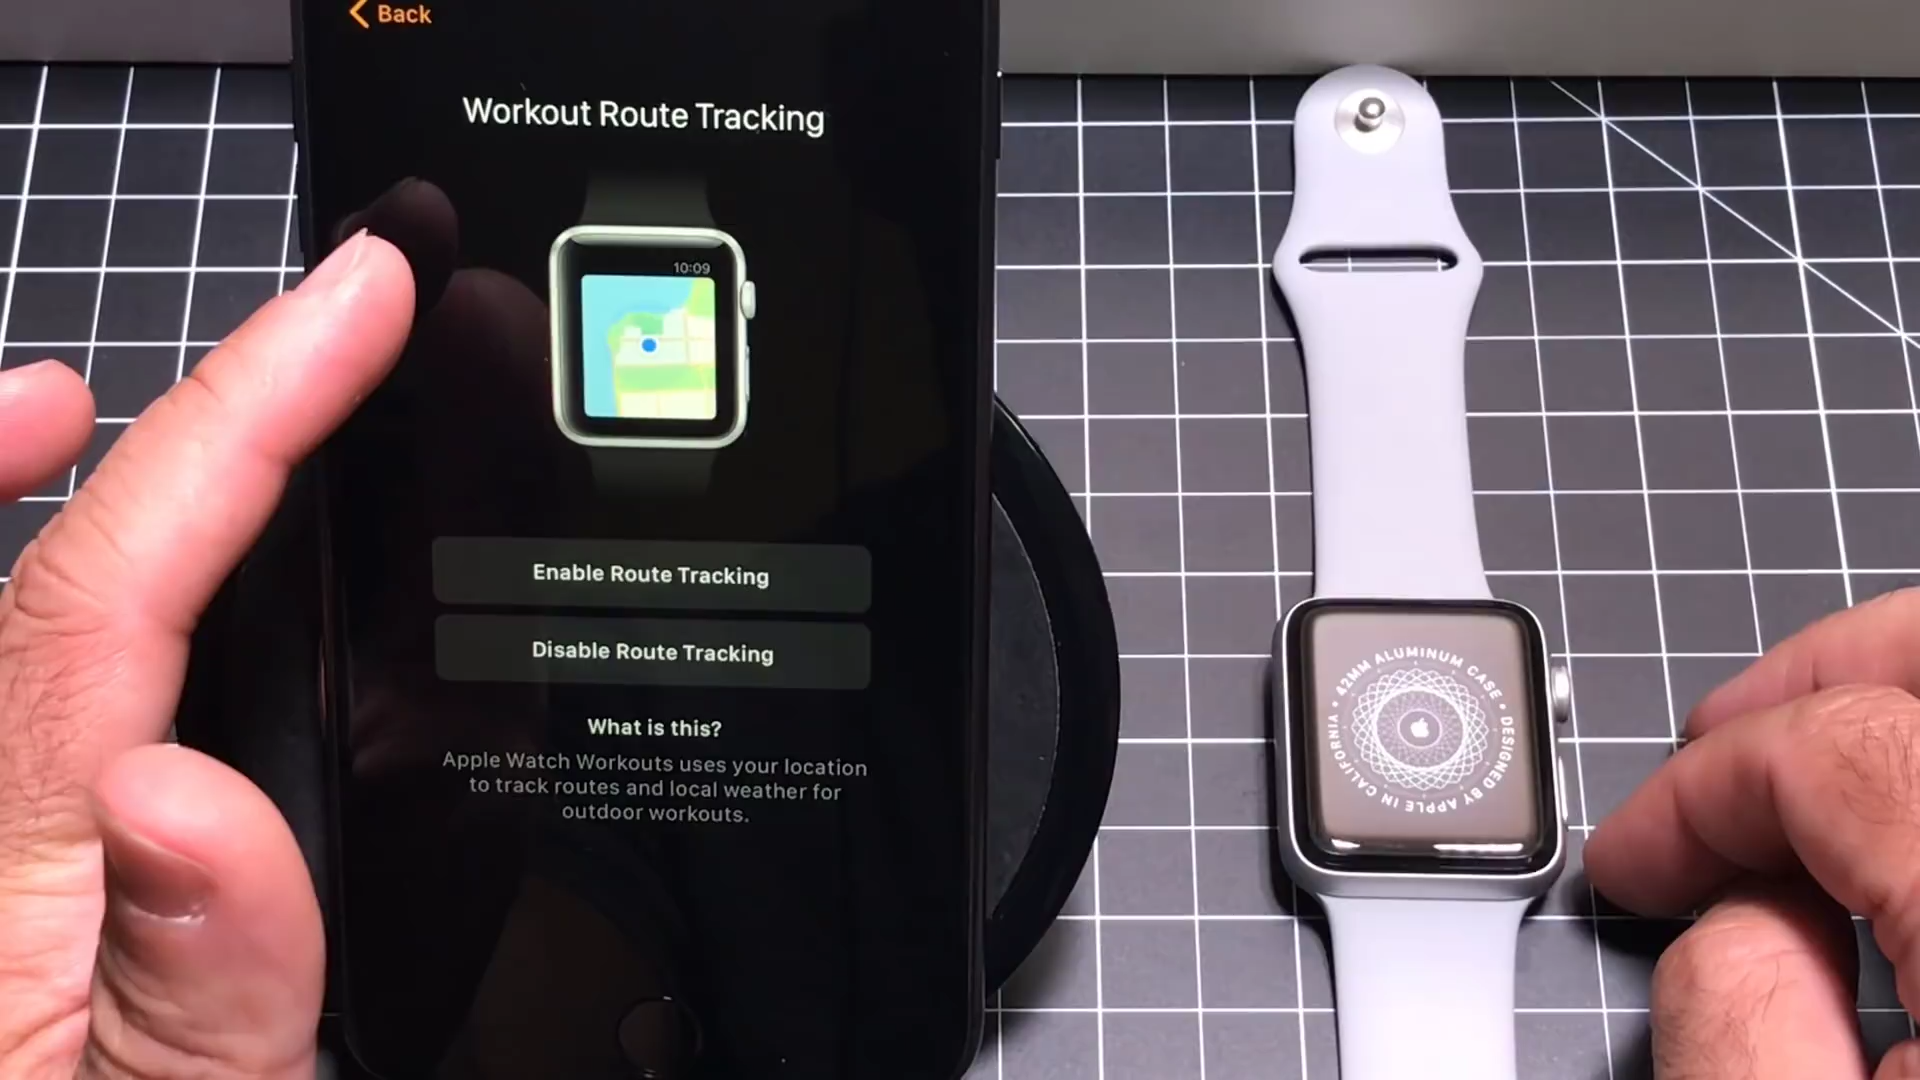 Back
Workout Route Tracking
10:09
Enable Route Tracking
Disable Route Tracking
What is this?
Apple Watch Workouts uses your location
to track routes and local weather for
outdoor workouts.
42MM ALUMINUM CASE • DESIGNED BY APPLE IN CALIFORNIA •